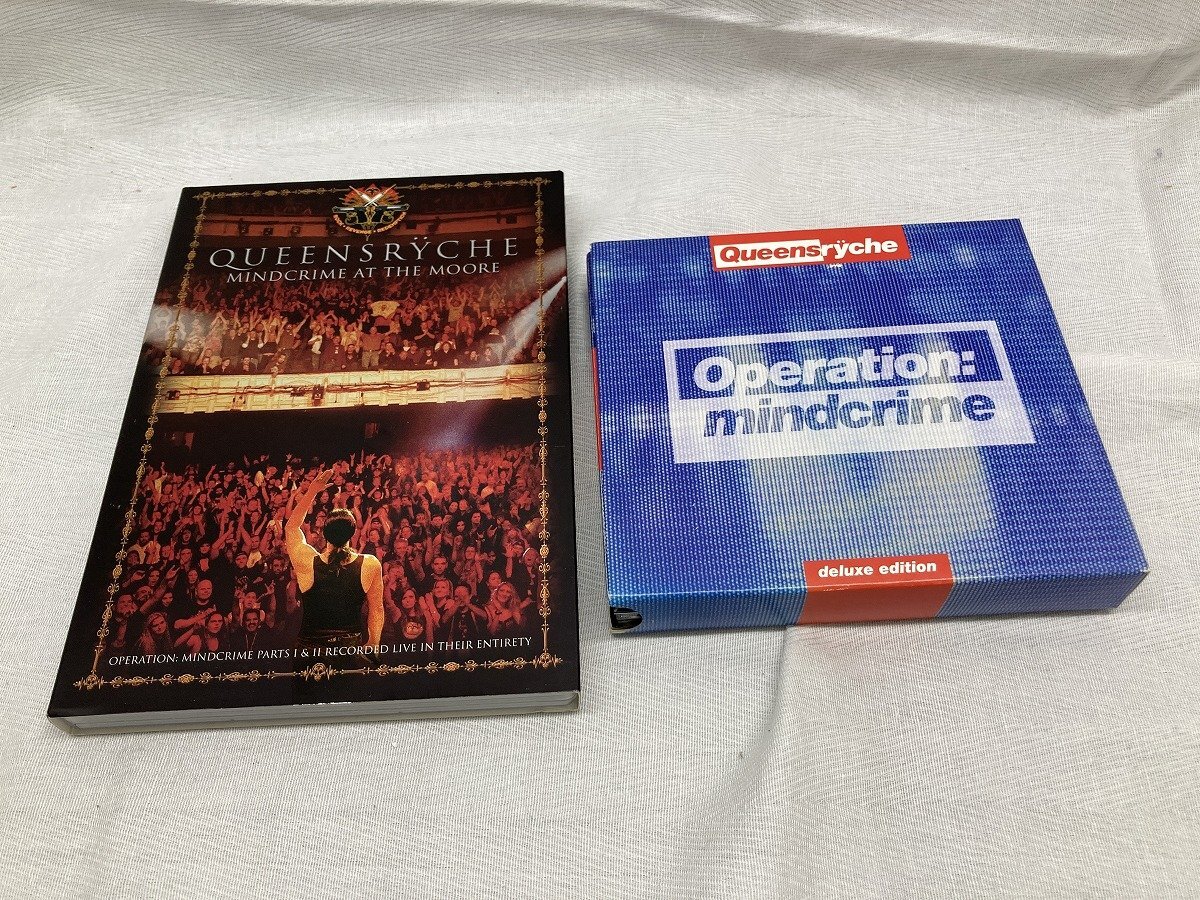 QUEENSRŸCHE
MINDCRIME AT THE MOORE
OPERATION: MINDCRIME PARTS I & II RECORDED LIVE IN THEIR ENTIRETY
Queensrÿche
Operation:
mindcrime
deluxe edition